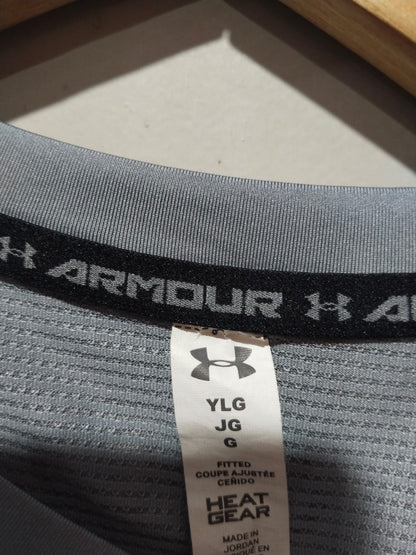 ARMOUR
YLG
JG
G
FITTED
COUPE AJUSTÉE
CEÑIDO
HEAT
GEAR
MADE IN
JORDAN